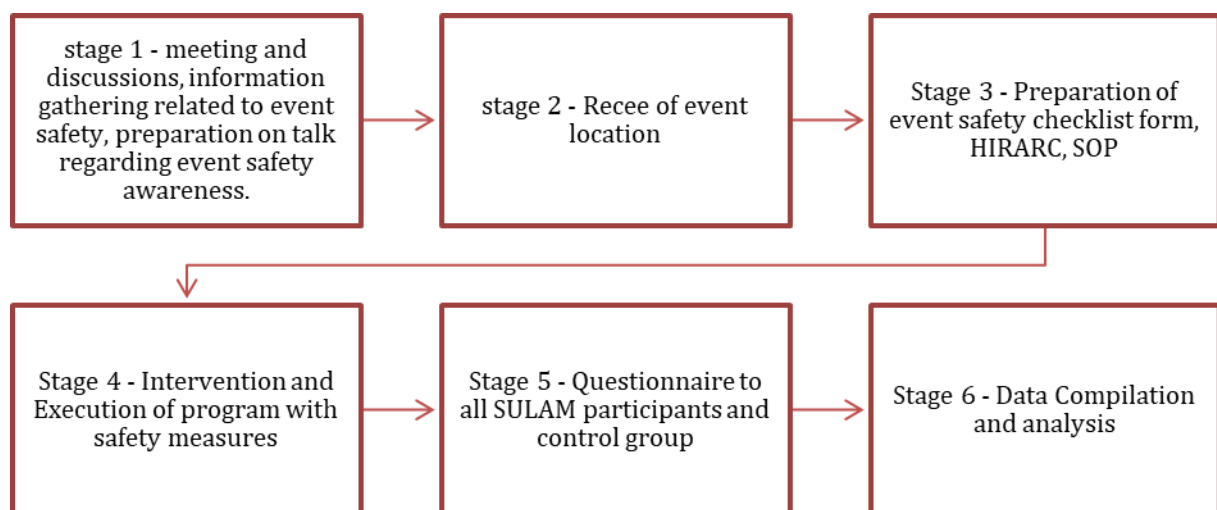 stage 1 - meeting and
discussions, information
gathering related to event
safety, preparation on talk
regarding event safety
awareness.
stage 2 - Recee of event
location
Stage 3 - Preparation of
event safety checklist form,
HIRARC, SOP
Stage 4 - Intervention and
Execution of program with
safety measures
Stage 5 - Questionnaire to
all SULAM participants and
control group
Stage 6 - Data Compilation
and analysis